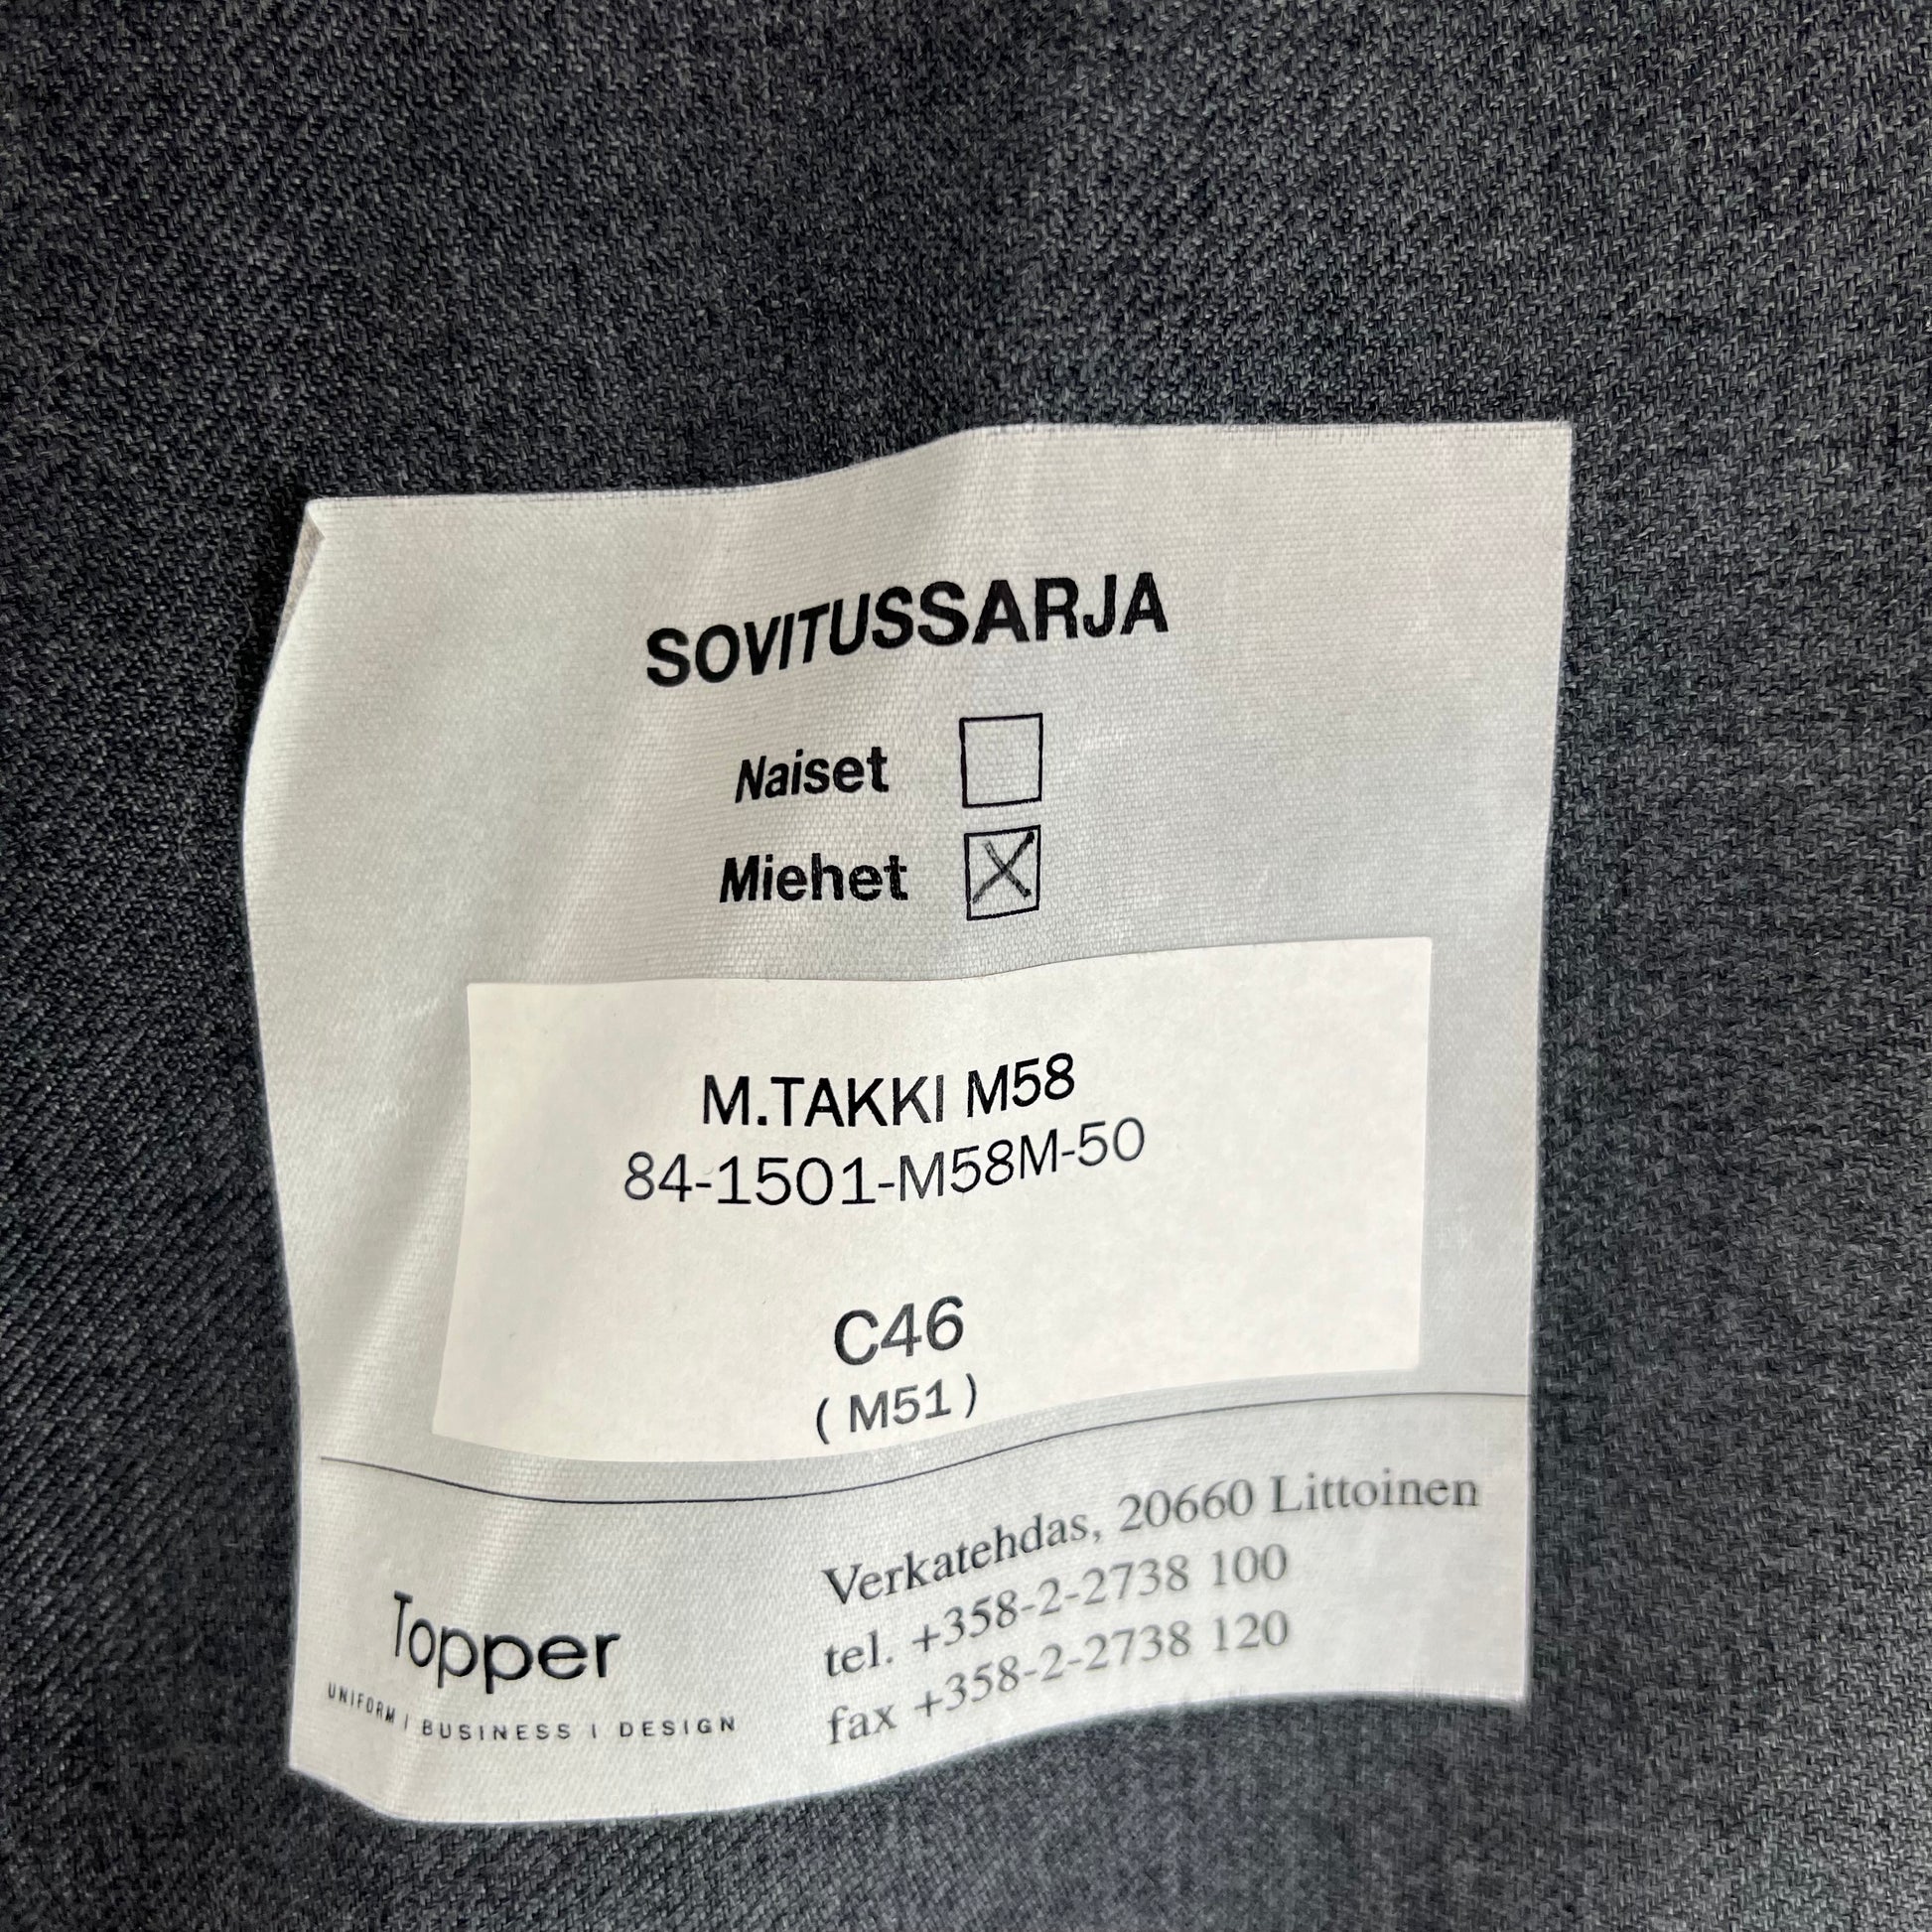 SOVITUSSARJA
Naiset
Miehet
M.TAKKI M58
84-1501-M58M-50
C46
( M51 )
Topper
UNIFORM | BUSINESS | DESIGN
Verkatehdas, 20660 Littoinen
tel. +358-2-2738 100
fax +358-2-2738 120